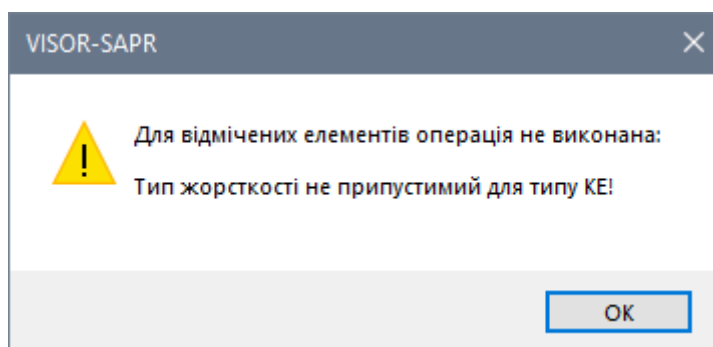 VISOR-SAPR
Для відмічених елементів операція не виконана:
Тип жорсткості не припустимий для типу КЕ!
OK